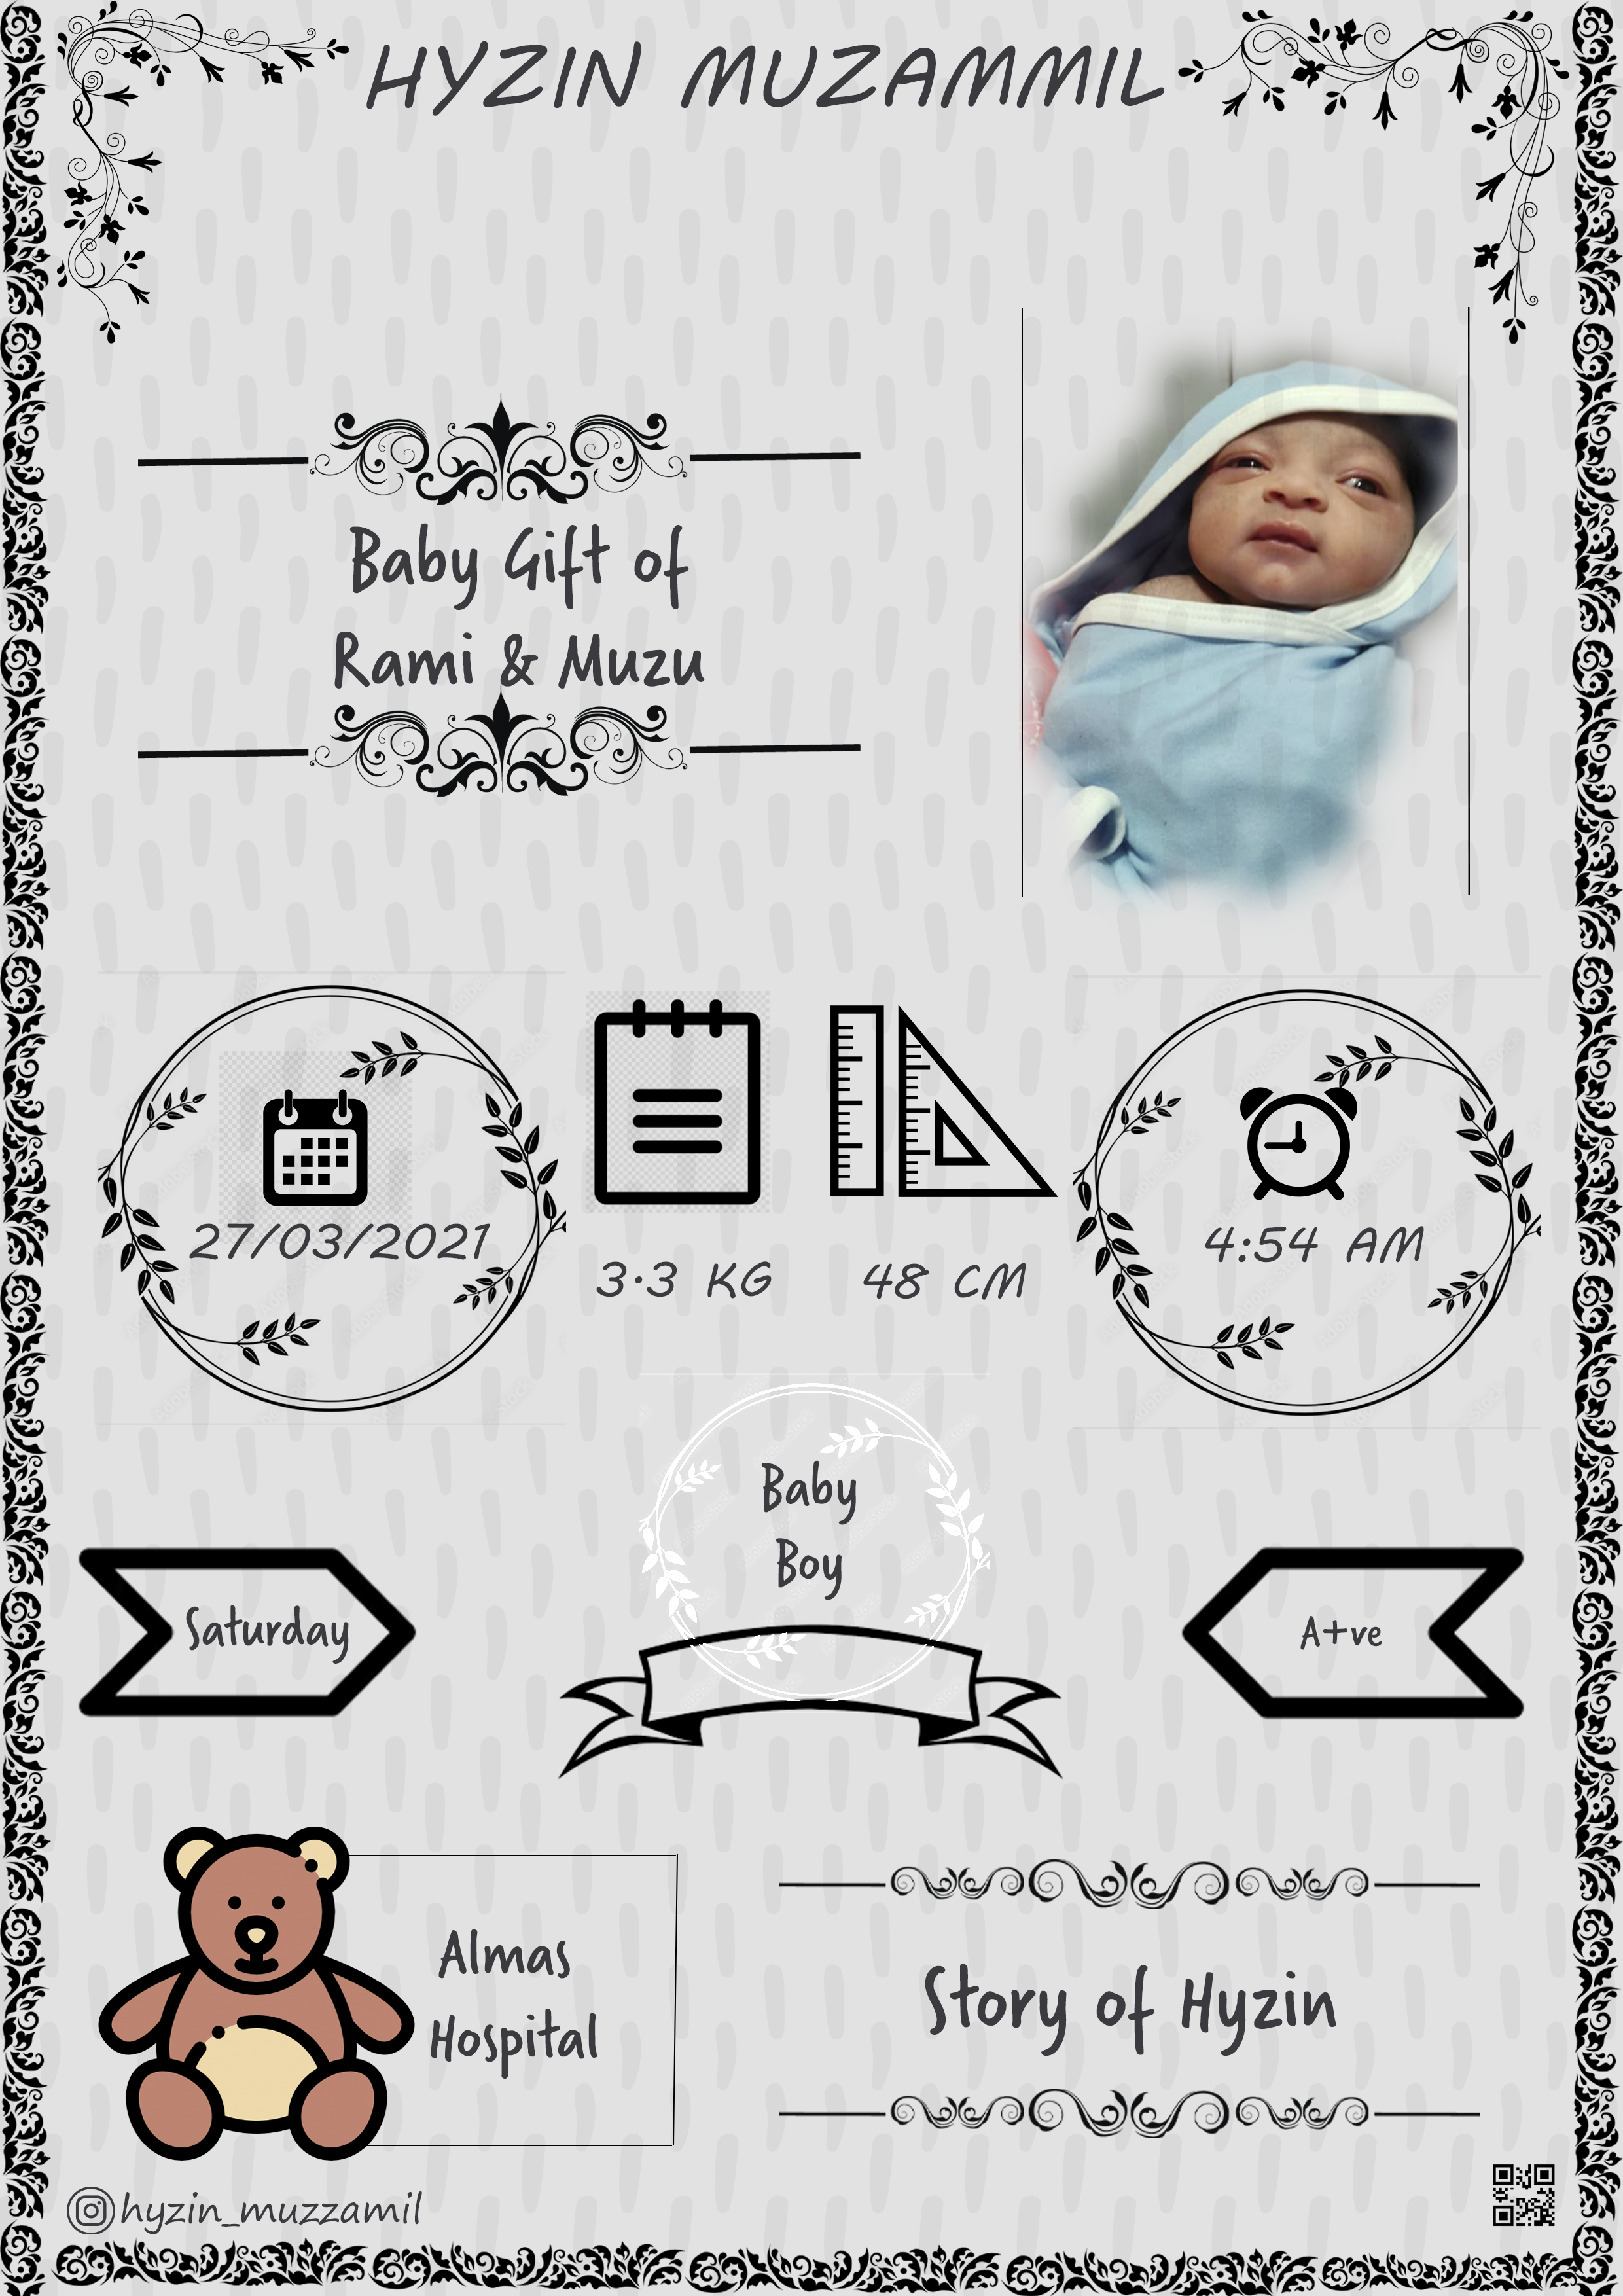 HYZIN MUZAMMIL
Baby Gift of
Rami & Muzu
27/03/2021
3.3 KG
48 CM
4:54 AM
Baby
Boy
Saturday
A+ve
Almas
Hospital
Story of Hyzin
hyzin_muzzamil